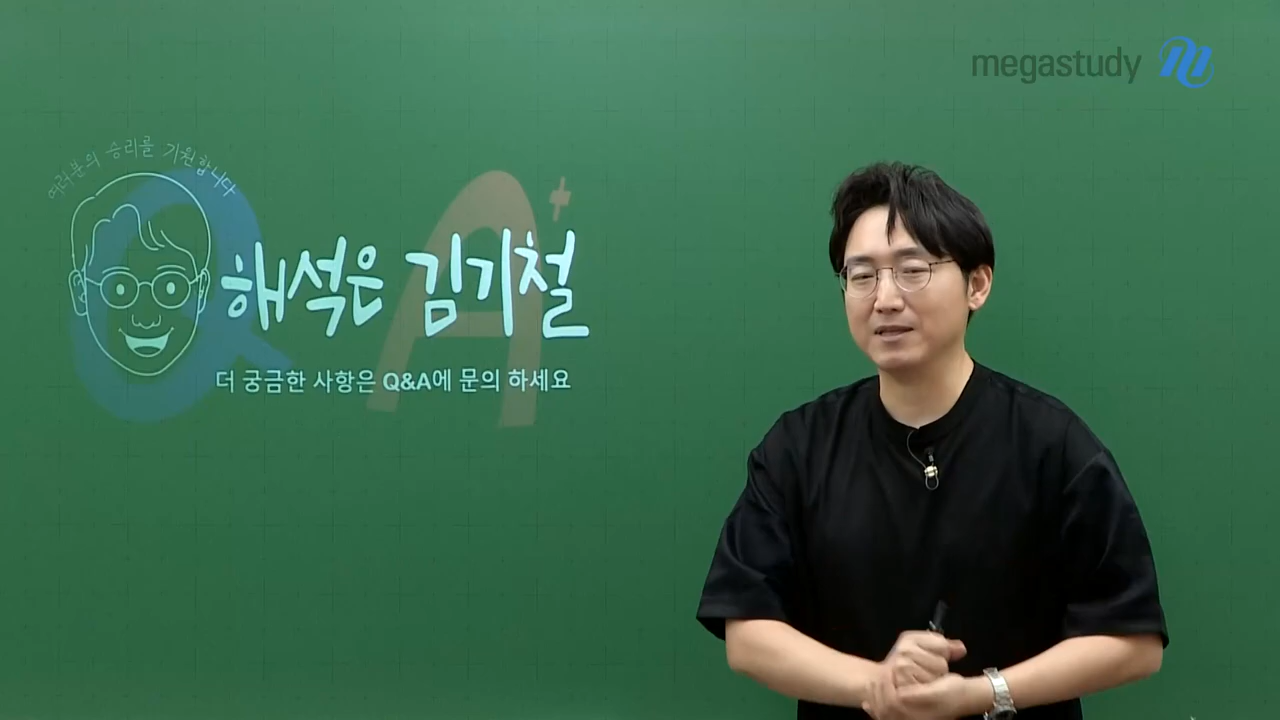 megastudy
여러분의 승리를 기원합니다
Q A+
해석은 김기철
더 궁금한 사항은 Q&A에 문의 하세요